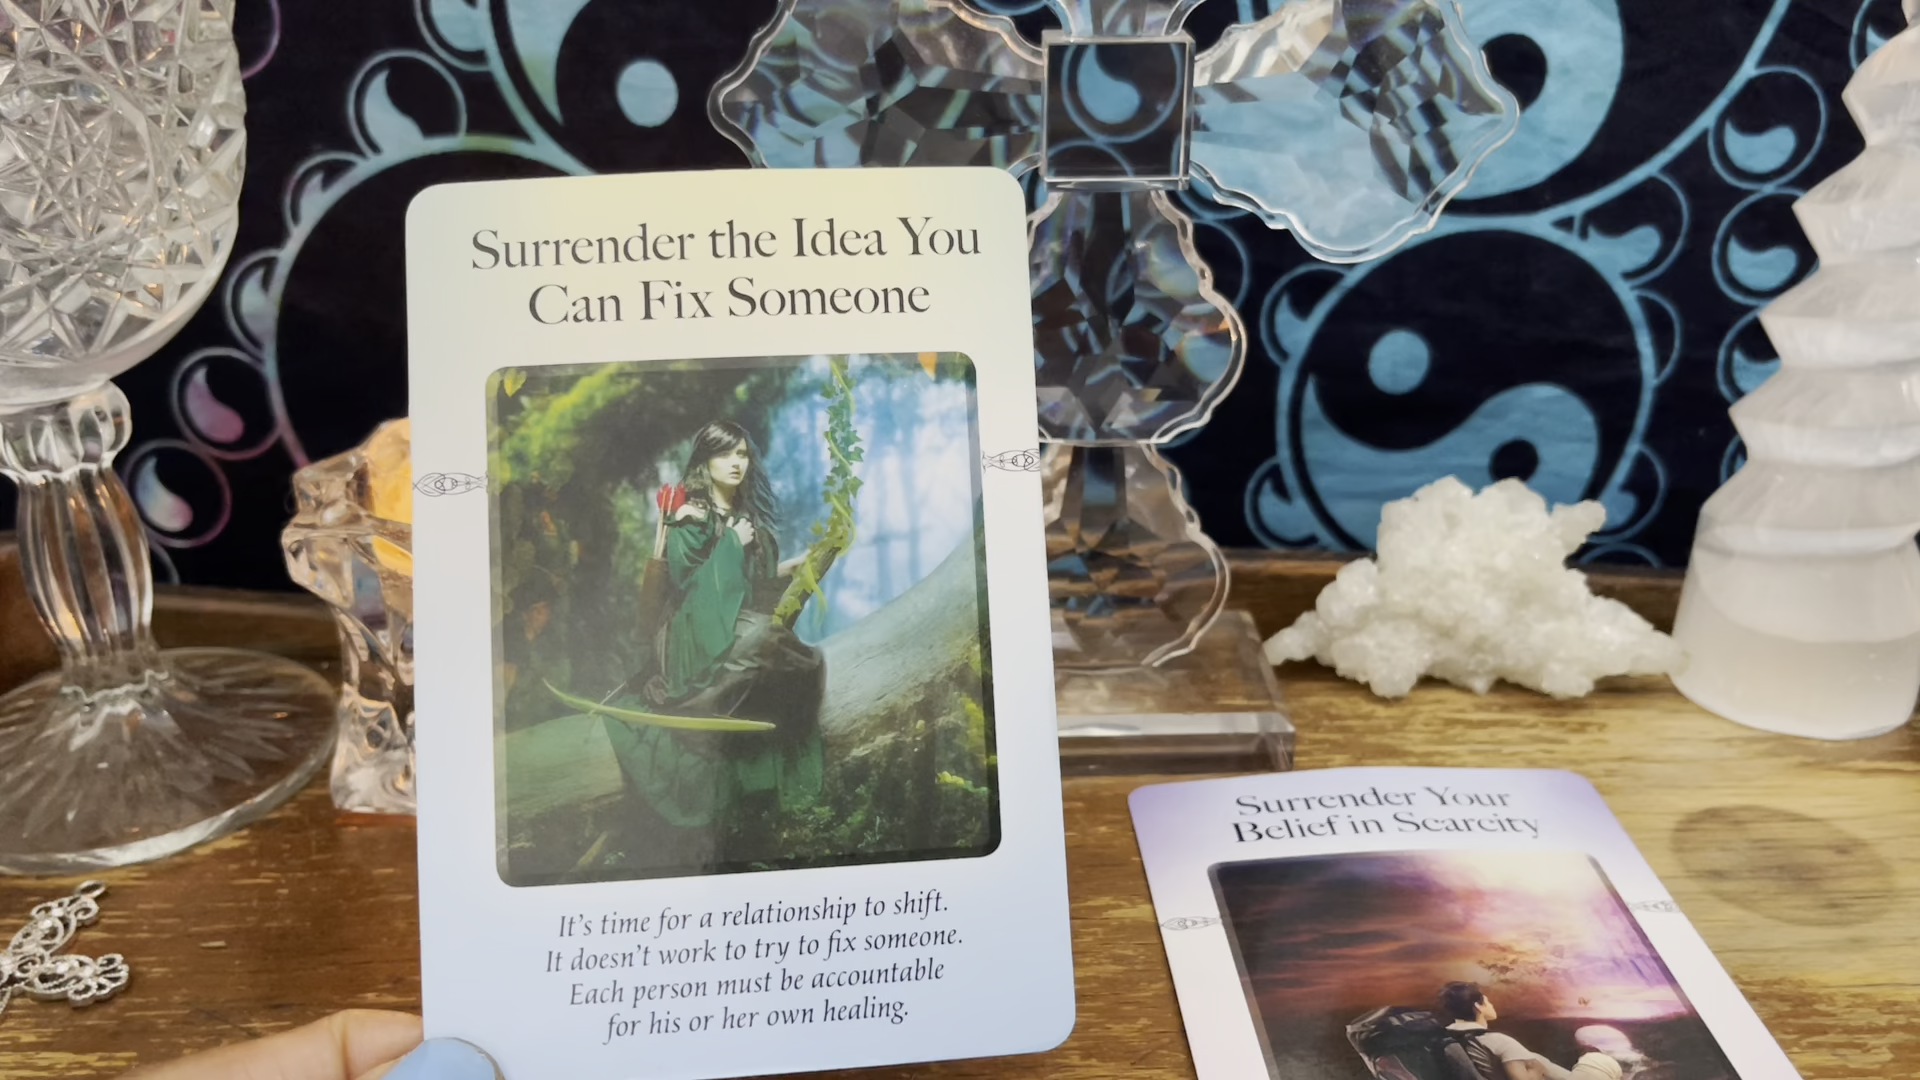 Surrender the Idea You
Can Fix Someone
It's time for a relationship to shift.
It doesn't work to try to fix someone.
Each person must be accountable
for his or her own healing.
Surrender Your
Belief in Scarcity